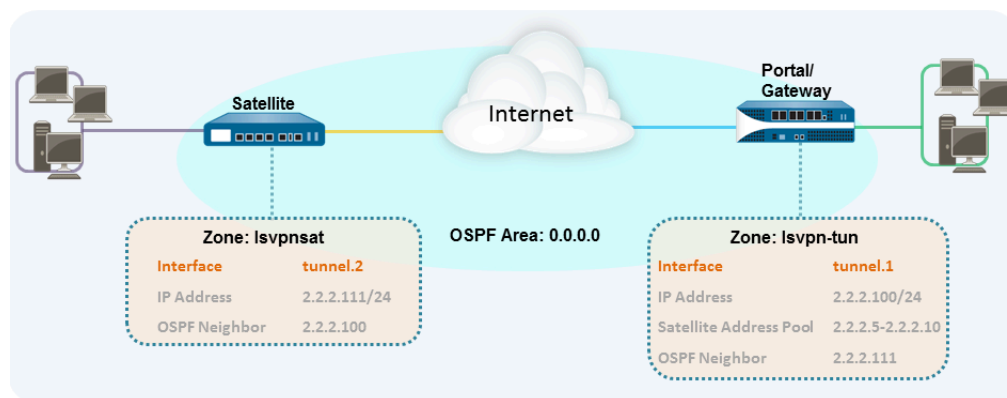 Satellite
Internet
Portal/
Gateway
OSPF Area: 0.0.0.0
Zone: lsvpnsat
Interface tunnel.2
IP Address 2.2.2.111/24
OSPF Neighbor 2.2.2.100
Zone: lsvpn-tun
Interface tunnel.1
IP Address 2.2.2.100/24
Satellite Address Pool 2.2.2.5-2.2.2.10
OSPF Neighbor 2.2.2.111